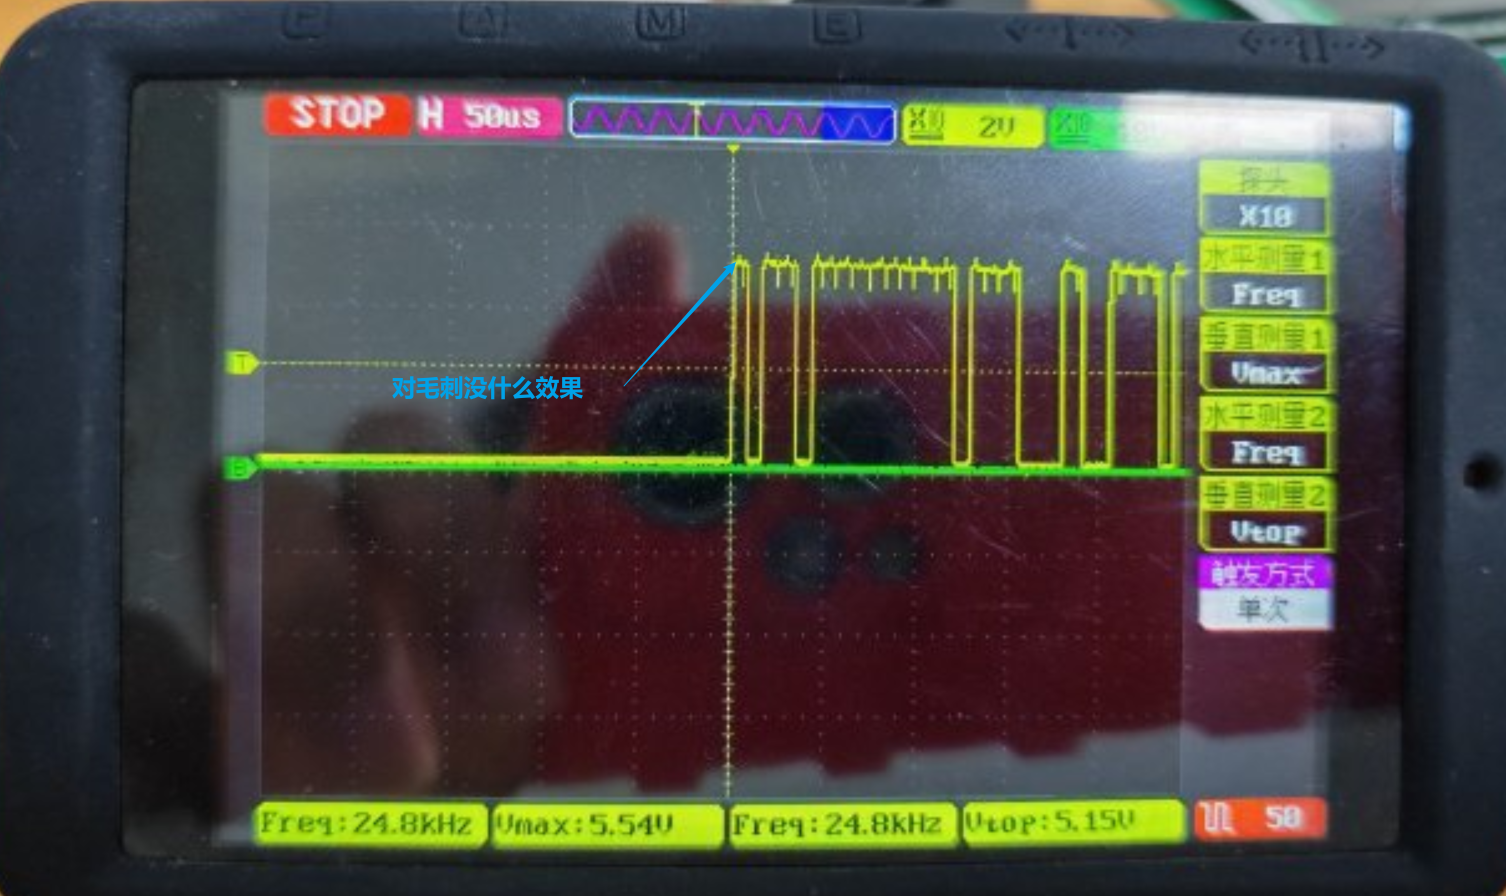 F A M E
STOP H 50us X10 2V X10
探头
X10
水平测量1
Freq
垂直测量1
Vmax
水平测量2
Freq
垂直测量2
Vtop
触发方式
单次
T
对毛刺没什么效果
B
Freq:24.8kHz Vmax:5.54V Freq:24.8kHz Vtop:5.15V 50